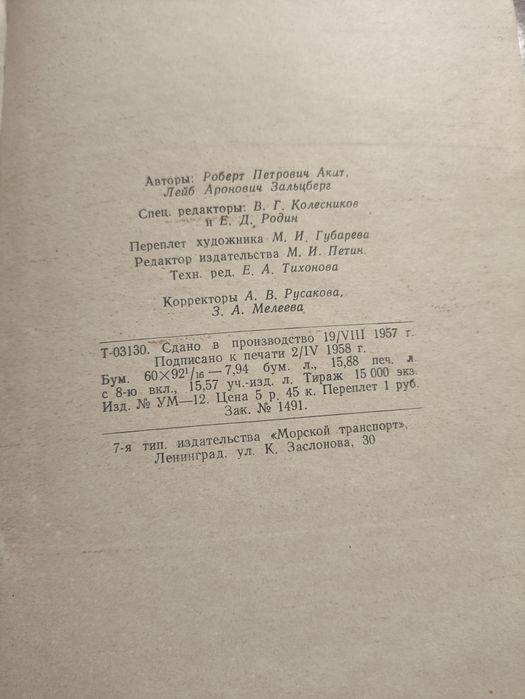 Авторы: Роберт Петрович Акит,
Лейб Аронович Зальцберг
Спец. редакторы: В. Г. Колесников
и Е. Д. Родин
Переплет художника М. И. Губарева
Редактор издательства М. И. Петин.
Техн. ред. Е. А. Тихонова
Корректоры А. В. Русакова,
З. А. Мелеева
Т-03130. Сдано в производство 19/VIII 1957 г.
Подписано к печати 2/IV 1958 г.
Бум. 60×92¹/₁₆—7,94 бум. л., 15,88 печ. л.
с 8-ю вкл., 15,57 уч.-изд. л. Тираж 15 000 экз.
Изд. № УМ—12. Цена 5 р. 45 к. Переплет 1 руб.
Зак. № 1491.
7-я тип. издательства «Морской транспорт»,
Ленинград, ул. К. Заслонова, 30